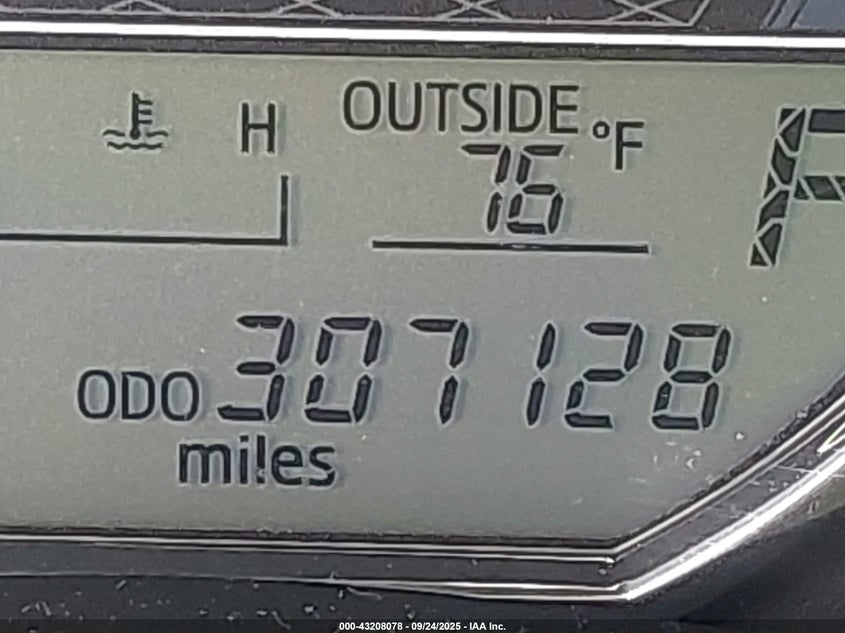 H
OUTSIDE
76 °F
ODO 307128
miles
F
000-43208078 - 09/24/2025 - IAA Inc.